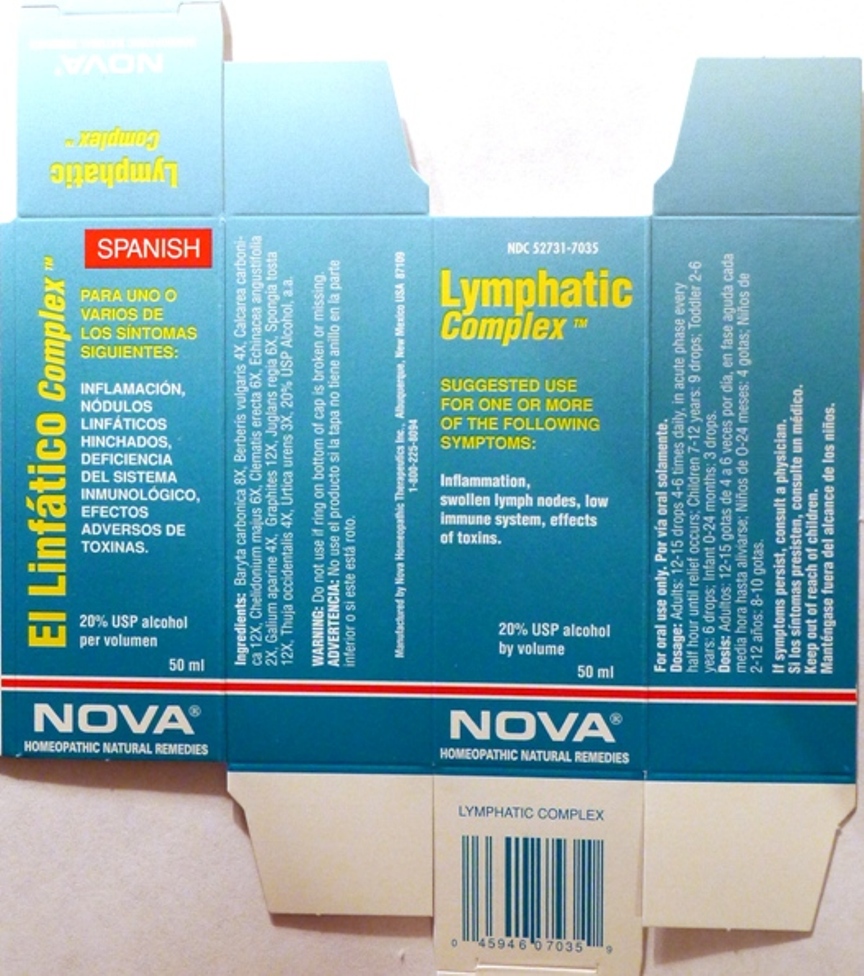 NOVA®
Lymphatic
Complex™
El Linfático Complex™
SPANISH
PARA UNO O
VARIOS DE
LOS SÍNTOMAS
SIGUIENTES:
INFLAMACIÓN,
NÓDULOS
LINFÁTICOS
HINCHADOS,
DEFICIENCIA
DEL SISTEMA
INMUNOLÓGICO,
EFECTOS
ADVERSOS DE
TOXINAS.
20% USP alcohol
per volumen
50 ml
NOVA®
HOMEOPATHIC NATURAL REMEDIES
Ingredients: Baryta carbonica 8X, Berberis vulgaris 4X, Calcarea carboni-
ca 12X, Chelidonium majus 6X, Clematis erecta 6X, Echinacea angustifolia
2X, Galium aparine 4X, Graphites 12X, Juglans regia 6X, Spongia tosta
12X, Thuja occidentalis 4X, Urtica urens 3X, 20% USP Alcohol, a.a.
WARNING: Do not use if ring on bottom of cap is broken or missing.
ADVERTENCIA: No use el producto si la tapa no tiene anillo en la parte
inferior o si este está roto.
Manufactured by Nova Homeopathic Therapeutics Inc., Albuquerque, New Mexico USA 87109
1-800-225-8094
NDC 52731-7035
Lymphatic
Complex™
SUGGESTED USE
FOR ONE OR MORE
OF THE FOLLOWING
SYMPTOMS:
Inflammation,
swollen lymph nodes, low
immune system, effects
of toxins.
20% USP alcohol
by volume
50 ml
NOVA®
HOMEOPATHIC NATURAL REMEDIES
For oral use only. Por vía oral solamente.
Dosage: Adults: 12-15 drops 4-6 times daily, in acute phase every
half hour until relief occurs; Children 7-12 years: 9 drops; Toddler 2-6
years: 6 drops; Infant 0-24 months: 3 drops.
Dosis: Adultos: 12-15 gotas de 4 a 6 veces por día, en fase aguda cada
media hora hasta aliviarse; Niños de 0-24 meses: 4 gotas; Niños de
2-12 años: 8-10 gotas.
If symptoms persist, consult a physician.
Si los síntomas presisten, consulte un médico.
Keep out of reach of children.
Manténgase fuera del alcance de los niños.
LYMPHATIC COMPLEX
0 45946 07035 9